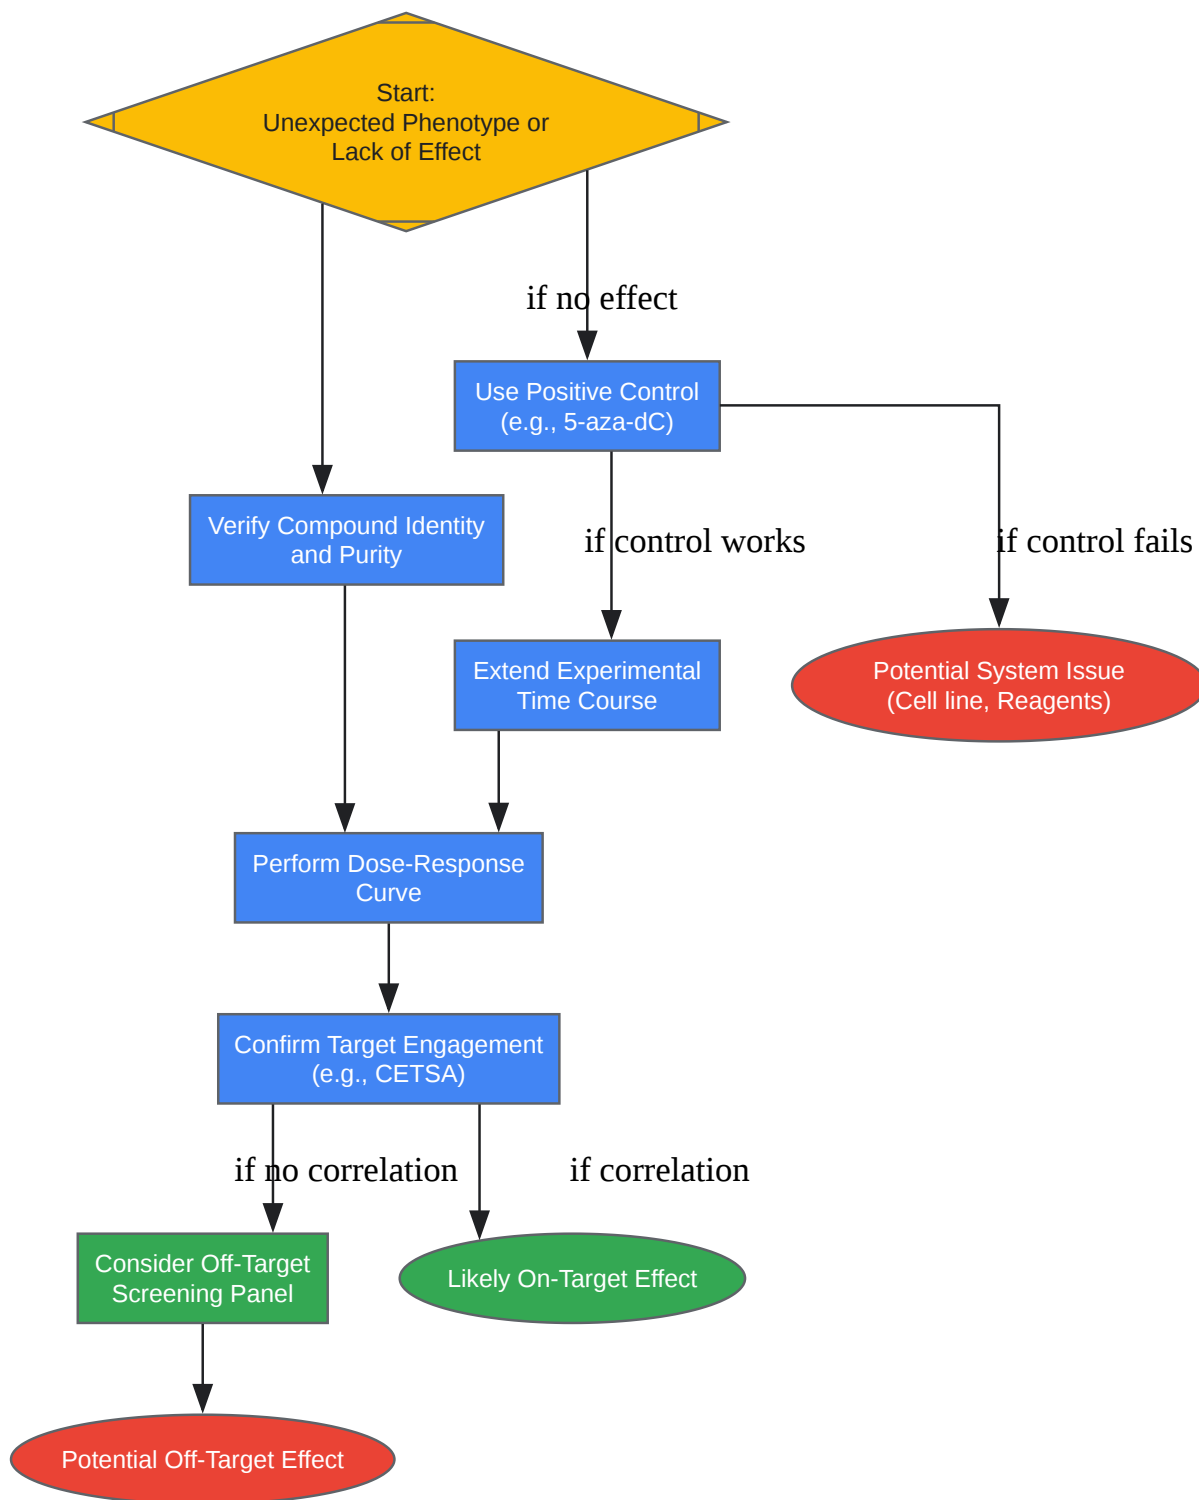 Start:
Unexpected Phenotype or
Lack of Effect
if no effect
Use Positive Control
(e.g., 5-aza-dC)
Verify Compound Identity
and Purity
if control works
if control fails
Extend Experimental
Time Course
Potential System Issue
(Cell line, Reagents)
Perform Dose-Response
Curve
Confirm Target Engagement
(e.g., CETSA)
if no correlation
if correlation
Consider Off-Target
Screening Panel
Likely On-Target Effect
Potential Off-Target Effect